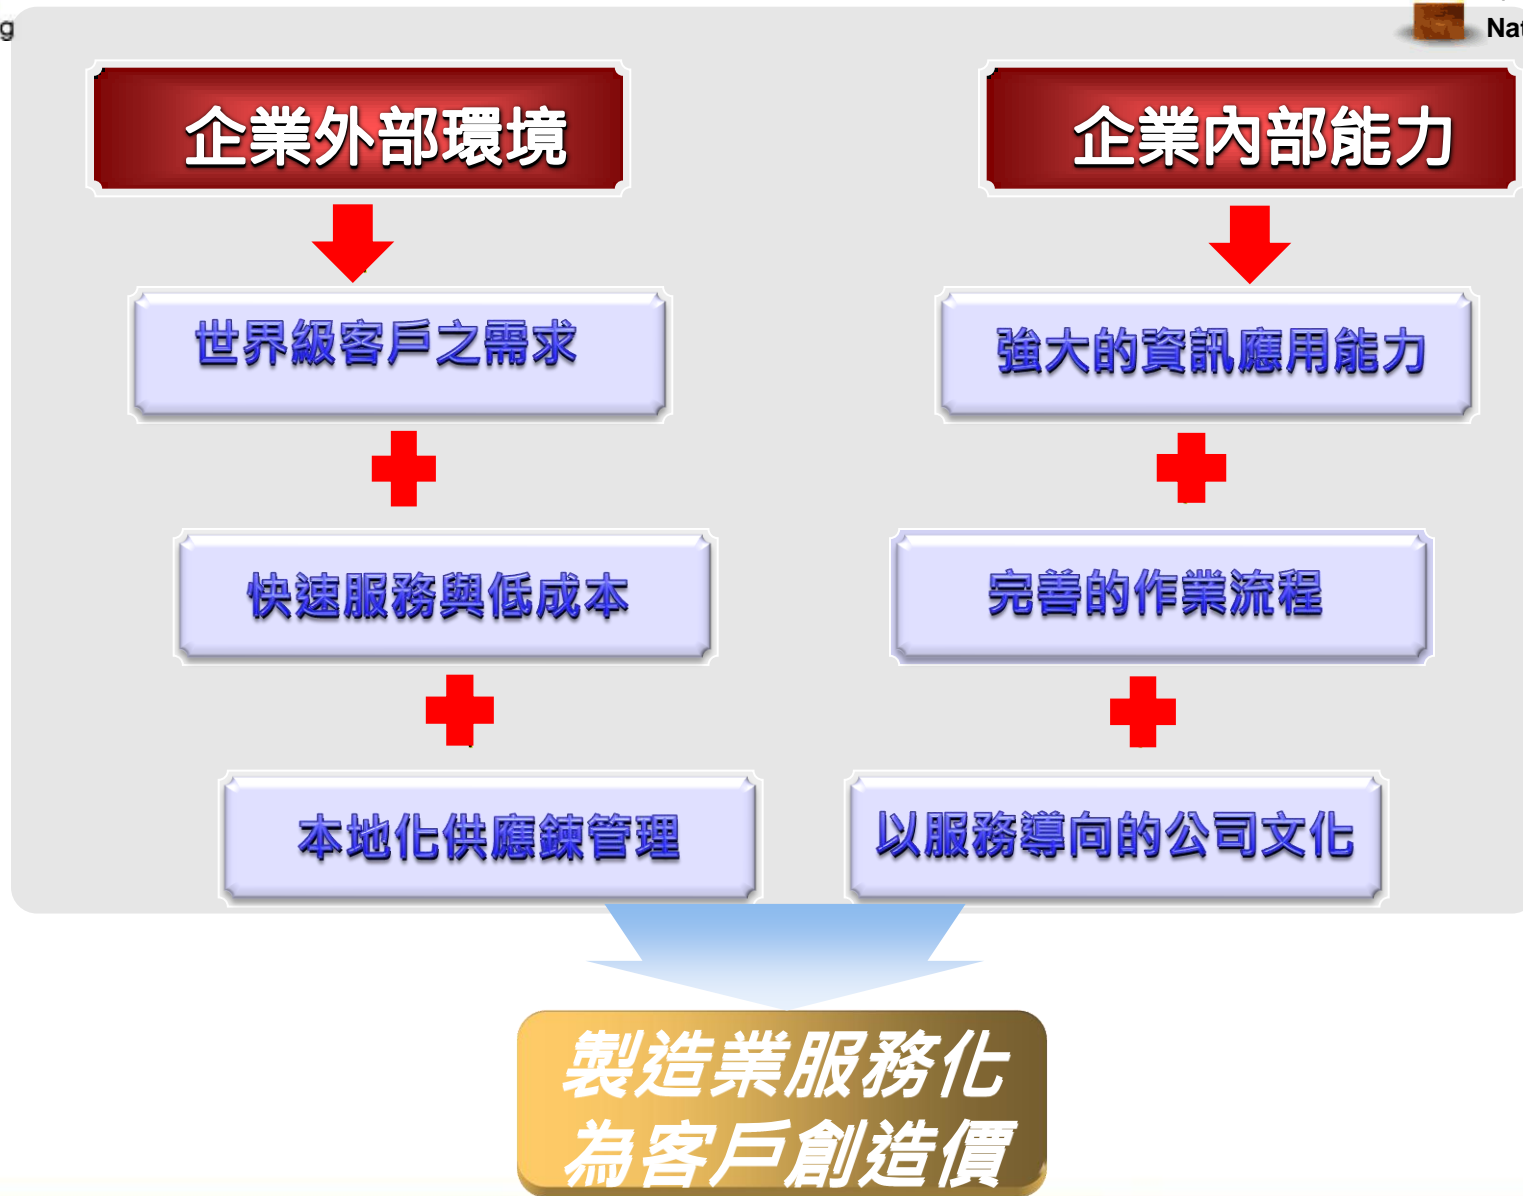 企業外部環境
企業內部能力
世界級客戶之需求
強大的資訊應用能力
快速服務與低成本
完善的作業流程
本地化供應鍊管理
以服務導向的公司文化
製造業服務化
為客戶創造價